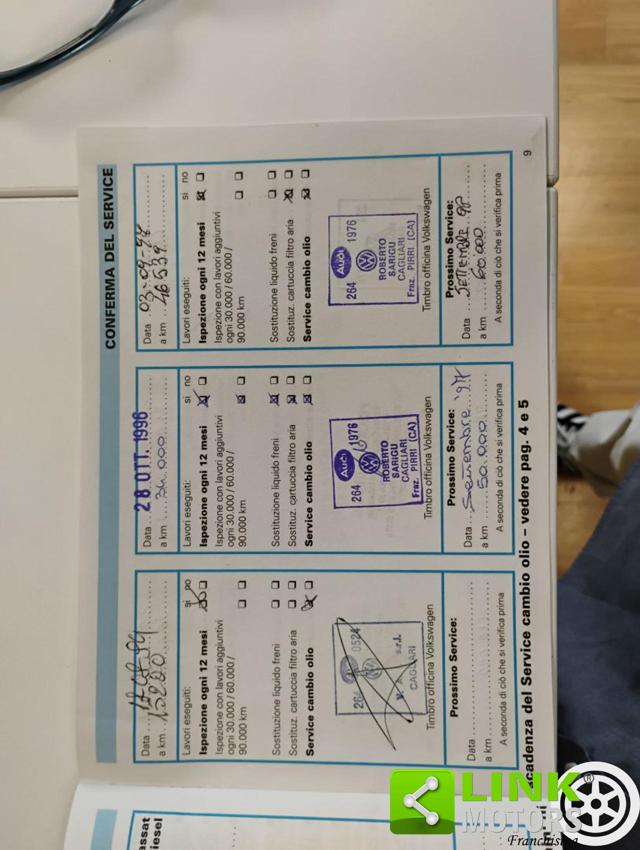 CONFERMA DEL SERVICE
Data
a km
Lavori eseguiti: si no
Ispezione ogni 12 mesi
Ispezione con lavori aggiuntivi
ogni 30.000 / 60.000 /
90.000 km
Sostituzione liquido freni
Sostituz. cartuccia filtro aria
Service cambio olio
264 0524
s.r.l.
CAGLIARI
Timbro officina Volkswagen
Prossimo Service:
Data
a km
A seconda di ciò che si verifica prima
Data 28 OTT. 1996
a km
Lavori eseguiti: si no
Ispezione ogni 12 mesi
Ispezione con lavori aggiuntivi
ogni 30.000 / 60.000 /
90.000 km
Sostituzione liquido freni
Sostituz. cartuccia filtro aria
Service cambio olio
Audi
264 1976
ROBERTO
SARIGU
CAGLIARI
Fraz. PIRRI (CA)
Timbro officina Volkswagen
Prossimo Service:
Data Settembre '97
a km 50.000
A seconda di ciò che si verifica prima
Data 03-09-97
a km 46539
Lavori eseguiti: si no
Ispezione ogni 12 mesi
Ispezione con lavori aggiuntivi
ogni 30.000 / 60.000 /
90.000 km
Sostituzione liquido freni
Sostituz. cartuccia filtro aria
Service cambio olio
Audi
264 1976
ROBERTO
SARIGU
CAGLIARI
Fraz. PIRRI (CA)
Timbro officina Volkswagen
Prossimo Service:
Data SETTEMBRE 98
a km 60.000
A seconda di ciò che si verifica prima
cadenza del Service cambio olio – vedere pag. 4 e 5
9
assat
iesel
LINK
MOTORS
®
Franchising